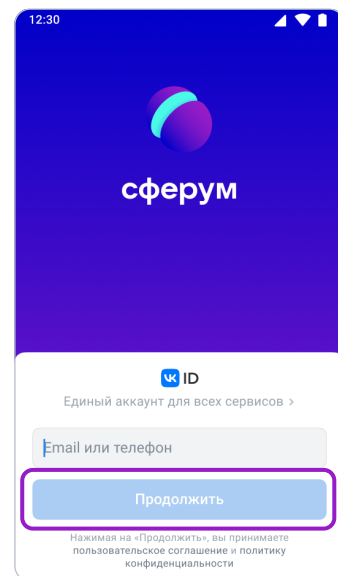 12:30
сферум
VK ID
Единый аккаунт для всех сервисов >
Email или телефон
Продолжить
Нажимая на «Продолжить», вы принимаете
пользовательское соглашение и политику
конфиденциальности